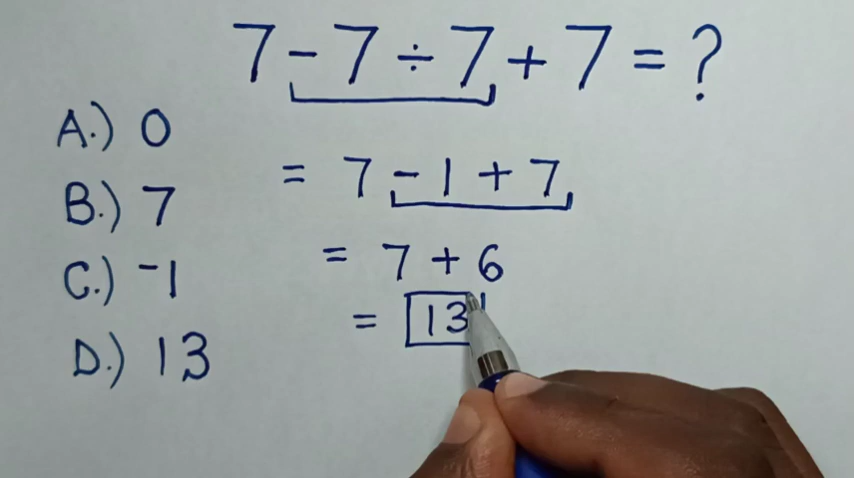 7 - 7 ÷ 7 + 7 = ?
A.) 0
= 7 - 1 + 7
B.) 7
= 7 + 6
C.) -1
= 13
D.) 13